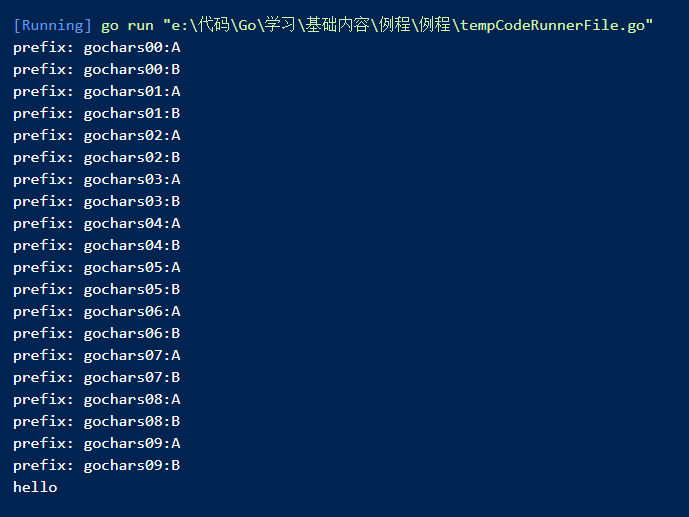 [Running] go run "e:\代码\Go\学习\基础内容\例程\例程\tempCodeRunnerFile.go"
prefix: gochars00:A
prefix: gochars00:B
prefix: gochars01:A
prefix: gochars01:B
prefix: gochars02:A
prefix: gochars02:B
prefix: gochars03:A
prefix: gochars03:B
prefix: gochars04:A
prefix: gochars04:B
prefix: gochars05:A
prefix: gochars05:B
prefix: gochars06:A
prefix: gochars06:B
prefix: gochars07:A
prefix: gochars07:B
prefix: gochars08:A
prefix: gochars08:B
prefix: gochars09:A
prefix: gochars09:B
hello